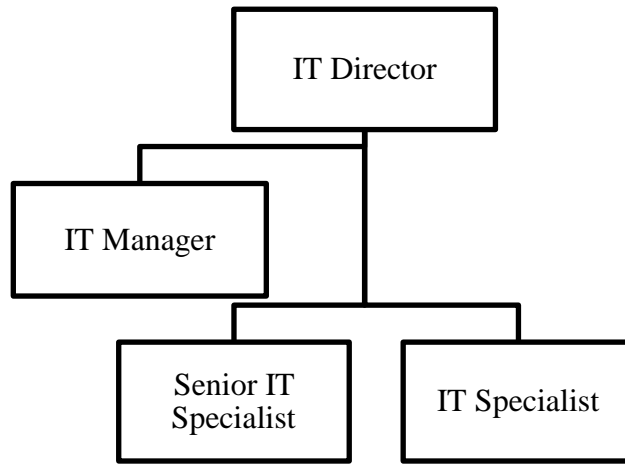 IT Director
IT Manager
Senior IT
Specialist
IT Specialist